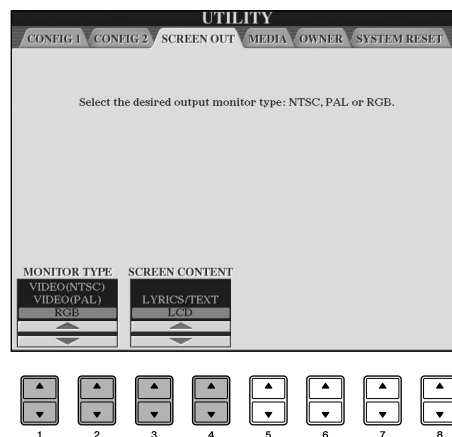 UTILITY
CONFIG 1 CONFIG 2 SCREEN OUT MEDIA OWNER SYSTEM RESET
Select the desired output monitor type: NTSC, PAL or RGB.
MONITOR TYPE SCREEN CONTENT
VIDEO(NTSC)
VIDEO(PAL) LYRICS/TEXT
RGB LCD
1 2 3 4 5 6 7 8